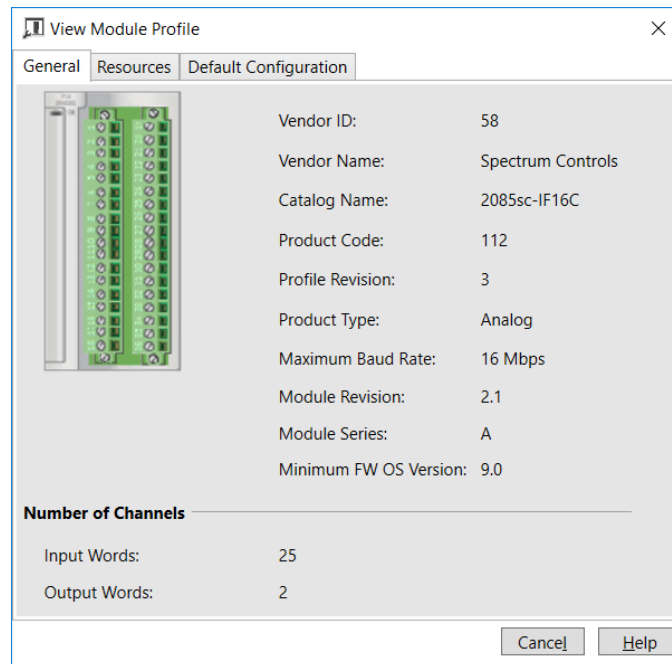 View Module Profile
General Resources Default Configuration
Vendor ID: 58
Vendor Name: Spectrum Controls
Catalog Name: 2085sc-IF16C
Product Code: 112
Profile Revision: 3
Product Type: Analog
Maximum Baud Rate: 16 Mbps
Module Revision: 2.1
Module Series: A
Minimum FW OS Version: 9.0
Number of Channels
Input Words: 25
Output Words: 2
Cancel Help